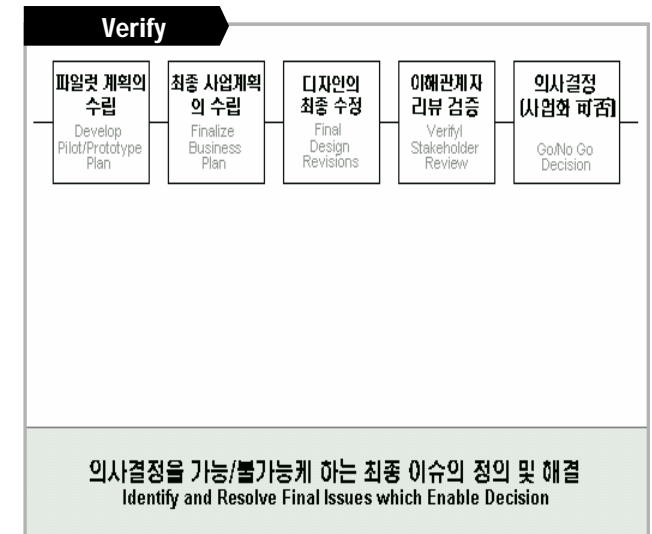 Verify
파일럿 계획의
수립
Develop
Pilot/Prototype
Plan
최종 사업계획
의 수립
Finalize
Business
Plan
디자인의
최종 수정
Final
Design
Revisions
이해관계자
리뷰 검증
Verifyl
Stakeholder
Review
의사결정
(사업화 可否)
Go/No Go
Decision
의사결정을 가능/불가능케 하는 최종 이슈의 정의 및 해결
Identify and Resolve Final Issues which Enable Decision